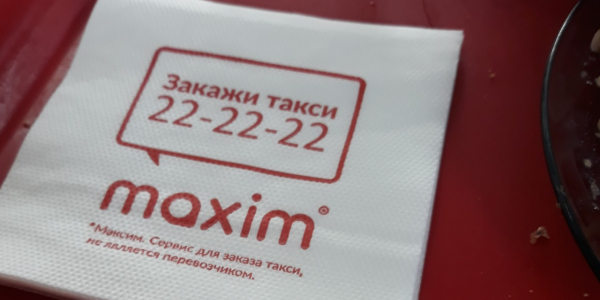 Закажи такси
22-22-22
maxim®
*Максим. Сервис для заказа такси,
не является перевозчиком.